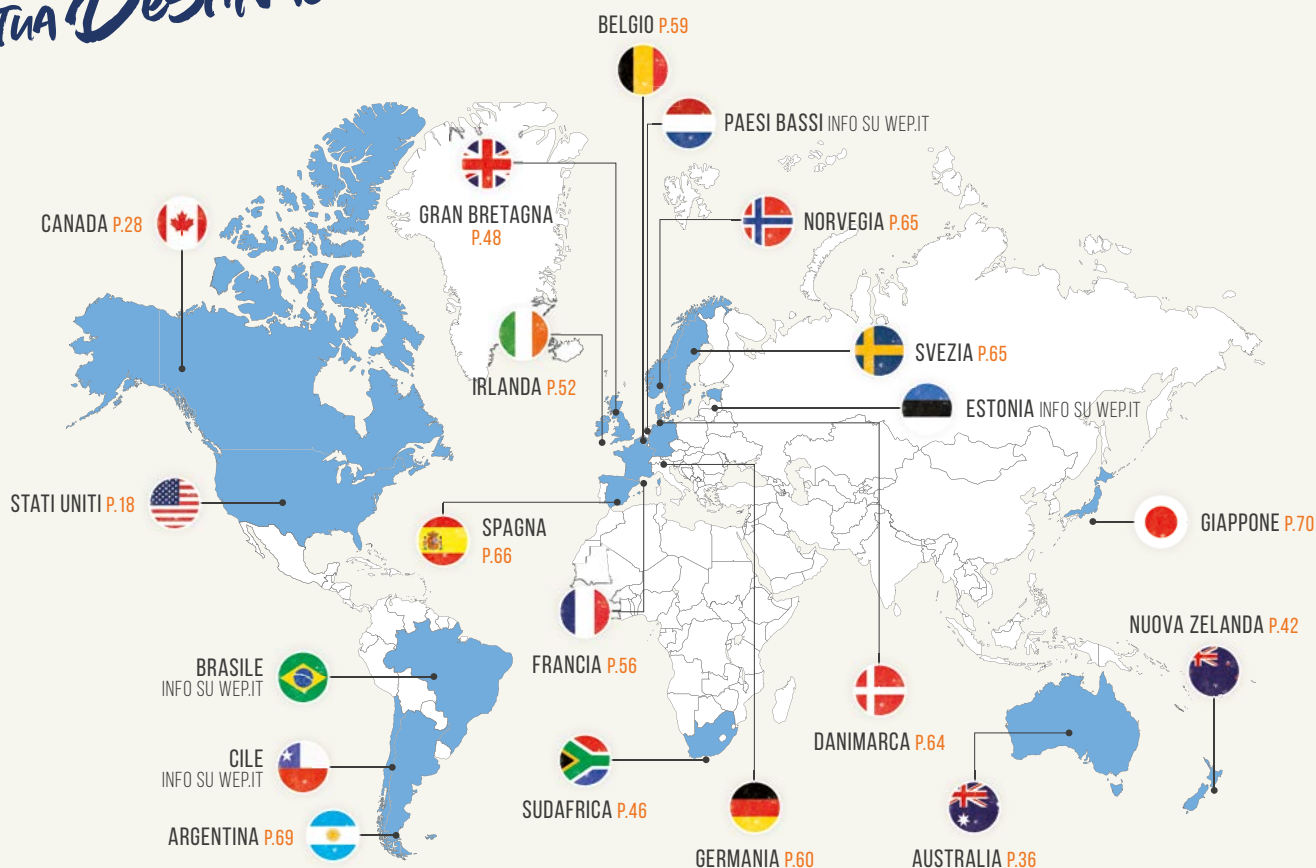 TUA
BELGIO P.59
PAESI BASSI INFO SU WEP.IT
GRAN BRETAGNA
P.48
CANADA P.28
NORVEGIA P.65
IRLANDA P.52
SVEZIA P.65
ESTONIA INFO SU WEP.IT
STATI UNITI P.18
SPAGNA
P.66
GIAPPONE P.70
NUOVA ZELANDA P.42
FRANCIA P.56
BRASILE
INFO SU WEP.IT
DANIMARCA P.64
CILE
INFO SU WEP.IT
SUDAFRICA P.46
ARGENTINA P.69
GERMANIA P.60
AUSTRALIA P.36